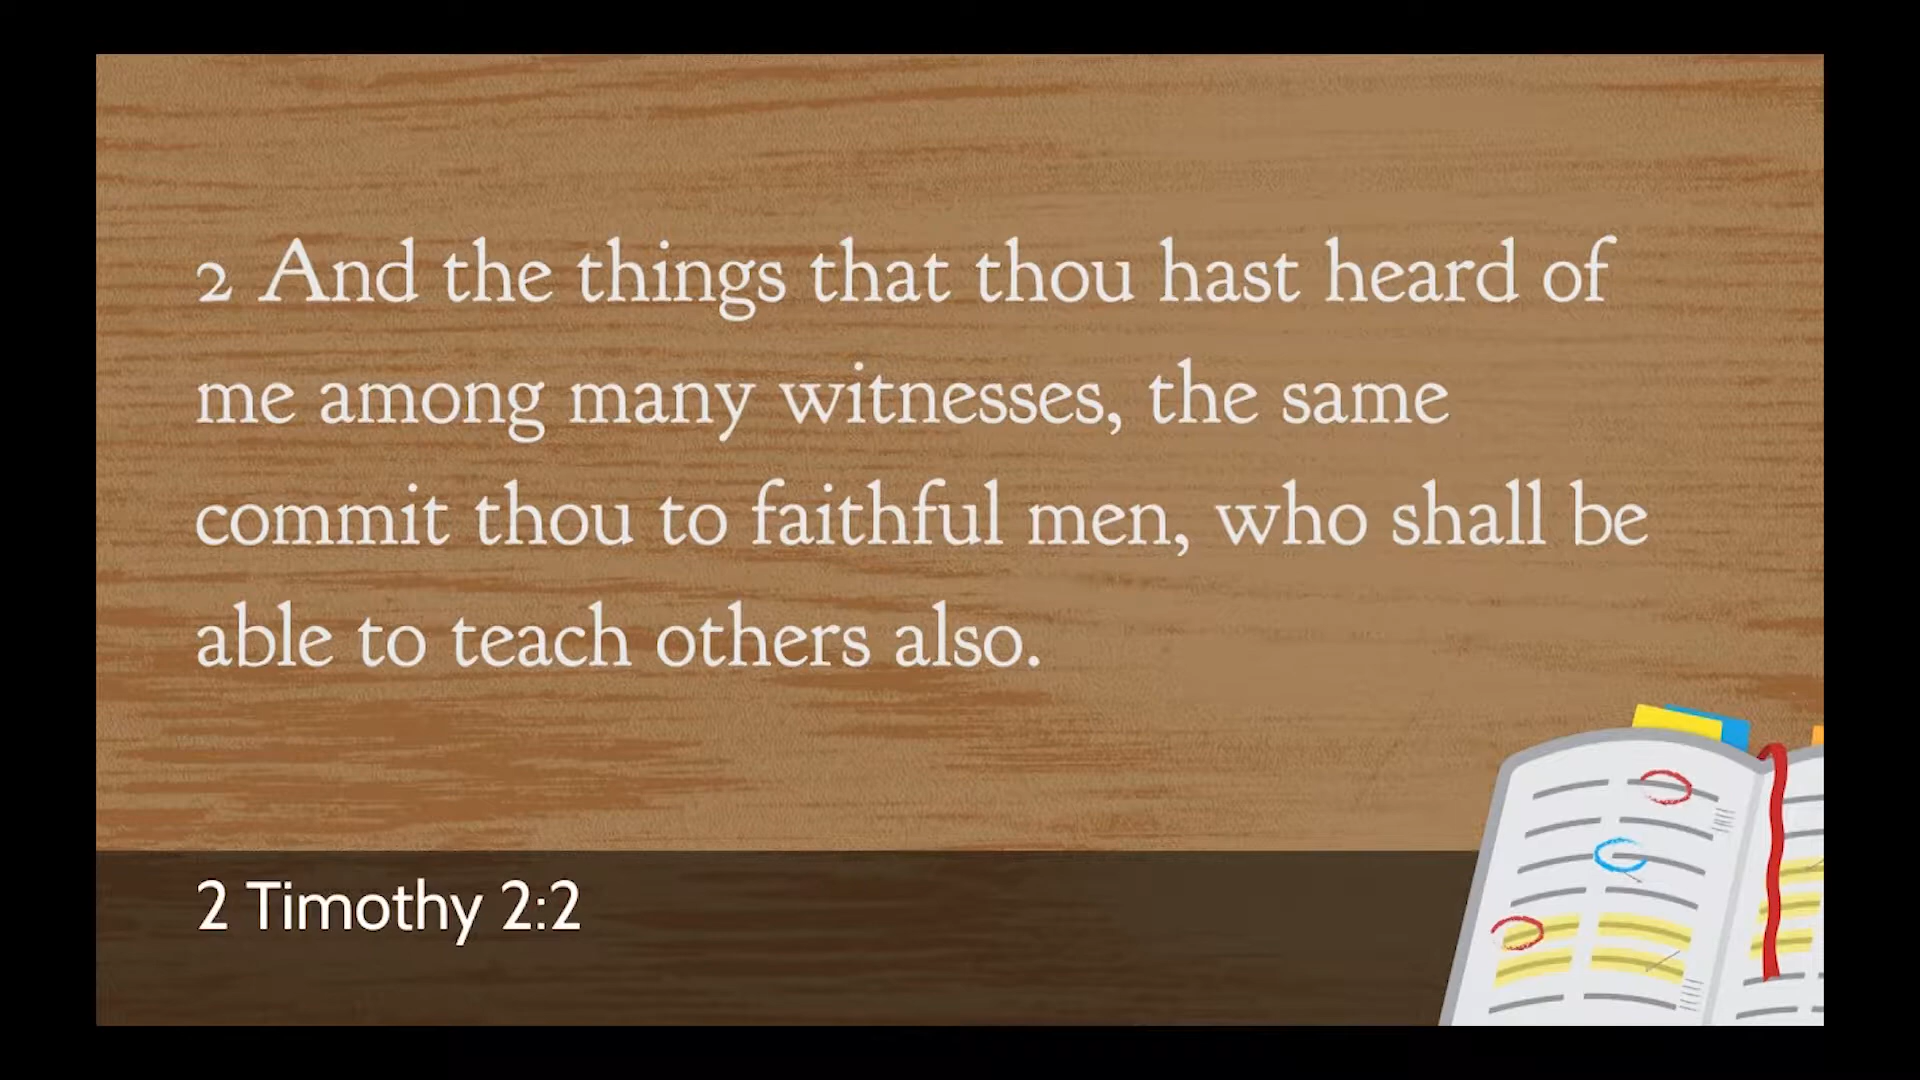 2 And the things that thou hast heard of
me among many witnesses, the same
commit thou to faithful men, who shall be
able to teach others also.
2 Timothy 2:2